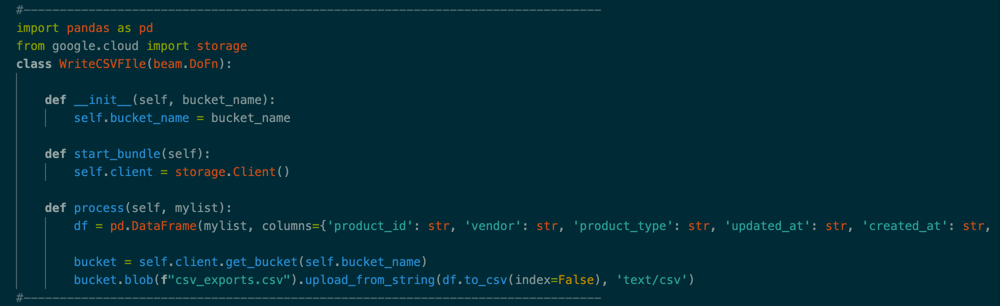 #--------------------------------------------------------------------------------
import pandas as pd
from google.cloud import storage
class WriteCSVFIle(beam.DoFn):
def __init__(self, bucket_name):
self.bucket_name = bucket_name
def start_bundle(self):
self.client = storage.Client()
def process(self, mylist):
df = pd.DataFrame(mylist, columns={'product_id': str, 'vendor': str, 'product_type': str, 'updated_at': str, 'created_at': str,
bucket = self.client.get_bucket(self.bucket_name)
bucket.blob(f"csv_exports.csv").upload_from_string(df.to_csv(index=False), 'text/csv')
#--------------------------------------------------------------------------------